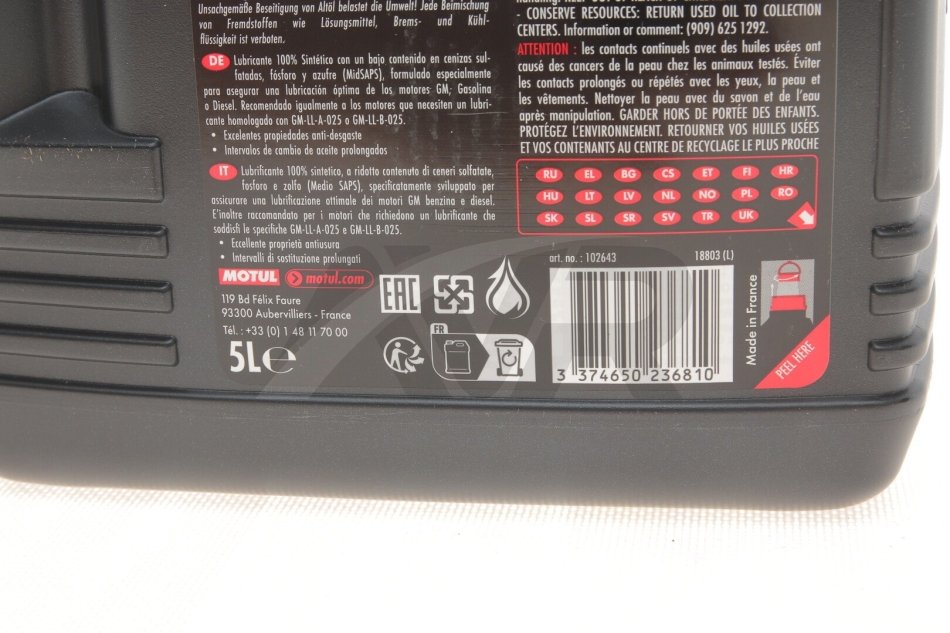 Unsachgemäße Beseitigung von Altöl belastet die Umwelt! Jede Beimischung
von Fremdstoffen wie Lösungsmittel, Brems- und Kühl-
flüssigkeit ist verboten.
DE Lubricante 100% Sintético con un bajo contenido en cenizas sul-
fatadas, fósforo y azufre (MidSAPS), formulado especialmente
para asegurar una lubricación óptima de los motores GM, Gasolina
o Diesel. Recomendado igualmente a los motores que necesiten un lubri-
cante homologado con GM-LL-A-025 o GM-LL-B-025.
• Excelentes propiedades anti-desgaste
• Intervalos de cambio de aceite prolongados
IT Lubrificante 100% sintetico, a ridotto contenuto di ceneri solfatate,
fosforo e zolfo (Medio SAPS), specificatamente sviluppato per
assicurare una lubrificazione ottimale dei motori GM benzina e diesel.
E'inoltre raccomandato per i motori che richiedono un lubrificante che
soddisfi le specifiche GM-LL-A-025 e GM-LL-B-025.
• Eccellente proprietà antiusura
• Intervalli di sostituzione prolungati
MOTUL motul.com
119 Bd Félix Faure
93300 Aubervilliers - France
Tél. : +33 (0) 1 48 11 70 00
5L℮
EAC
FR
- CONSERVE RESOURCES: RETURN USED OIL TO COLLECTION
CENTERS. Information or comment: (909) 625 1292.
ATTENTION : les contacts continuels avec des huiles usées ont
causé des cancers de la peau chez les animaux testés. Éviter
les contacts prolongés ou répétés avec les yeux, la peau et
les vêtements. Nettoyer la peau avec du savon et de l'eau
après manipulation. GARDER HORS DE PORTÉE DES ENFANTS.
PROTÉGEZ L'ENVIRONNEMENT. RETOURNER VOS HUILES USÉES
ET VOS CONTENANTS AU CENTRE DE RECYCLAGE LE PLUS PROCHE
RU EL BG CS ET FI HR
HU LT LV NL NO PL RO
SK SL SR SV TR UK
art. no. : 102643 18803 (L)
3 374650 236810
Made in France
PEEL HERE